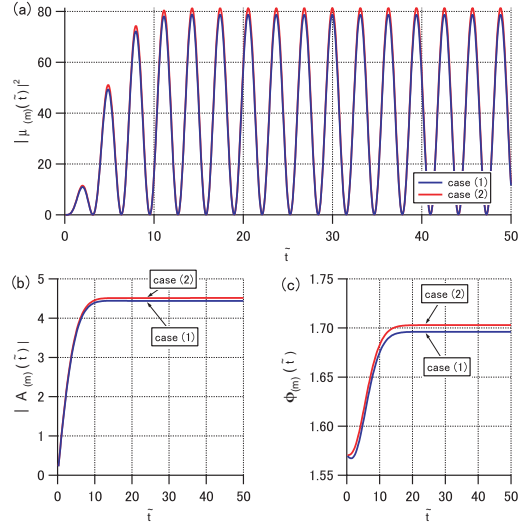 (a)
| μ (m)(t̃) |²
80
60
40
20
0
0 10 20 30 40 50
t̃
case (1)
case (2)
(b)
| A (m)(t̃) |
5
4
3
2
1
0
0 10 20 30 40 50
t̃
case (2)
case (1)
(c)
Φ(m)(t̃)
1.75
1.70
1.65
1.60
1.55
0 10 20 30 40 50
t̃
case (2)
case (1)